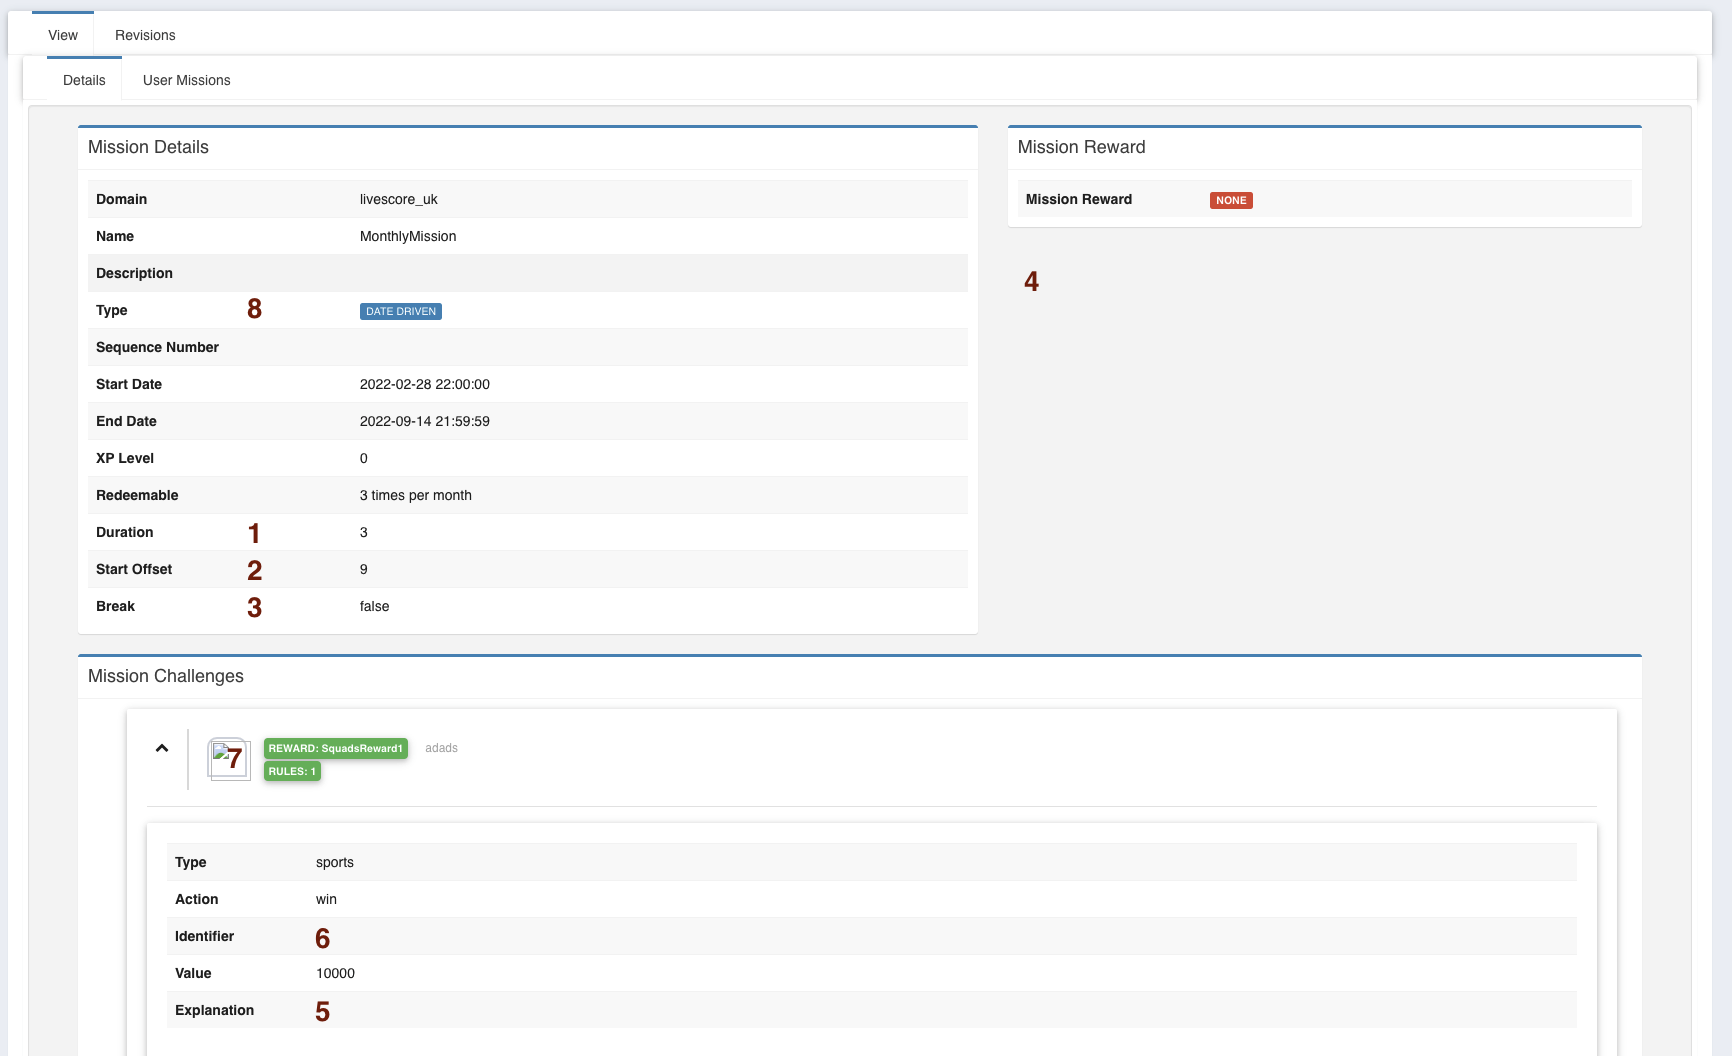 View Revisions
Details User Missions
Mission Details
Domain livescore_uk
Name MonthlyMission
Description
Type 8 DATE DRIVEN
Sequence Number
Start Date 2022-02-28 22:00:00
End Date 2022-09-14 21:59:59
XP Level 0
Redeemable 3 times per month
Duration 1 3
Start Offset 2 9
Break 3 false
Mission Reward
Mission Reward NONE
4
Mission Challenges
7 REWARD: SquadsReward1 adads
RULES: 1
Type sports
Action win
Identifier 6
Value 10000
Explanation 5